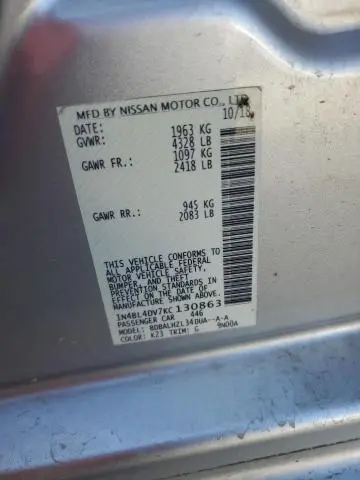 MFD BY NISSAN MOTOR CO., LTD
DATE: 10/18
GVWR: 1963 KG
4328 LB
GAWR FR.: 1097 KG
2418 LB
GAWR RR.: 945 KG
2083 LB
THIS VEHICLE CONFORMS TO
ALL APPLICABLE FEDERAL
MOTOR VEHICLE SAFETY,
BUMPER, AND THEFT
PREVENTION STANDARDS IN
EFFECT ON THE DATE OF
MANUFACTURE SHOWN ABOVE
1N4BL4DV7KC130863
PASSENGER CAR 446
MODEL: BDBALHZL34DUA--A-A
COLOR: K23 TRIM: G 9N00A